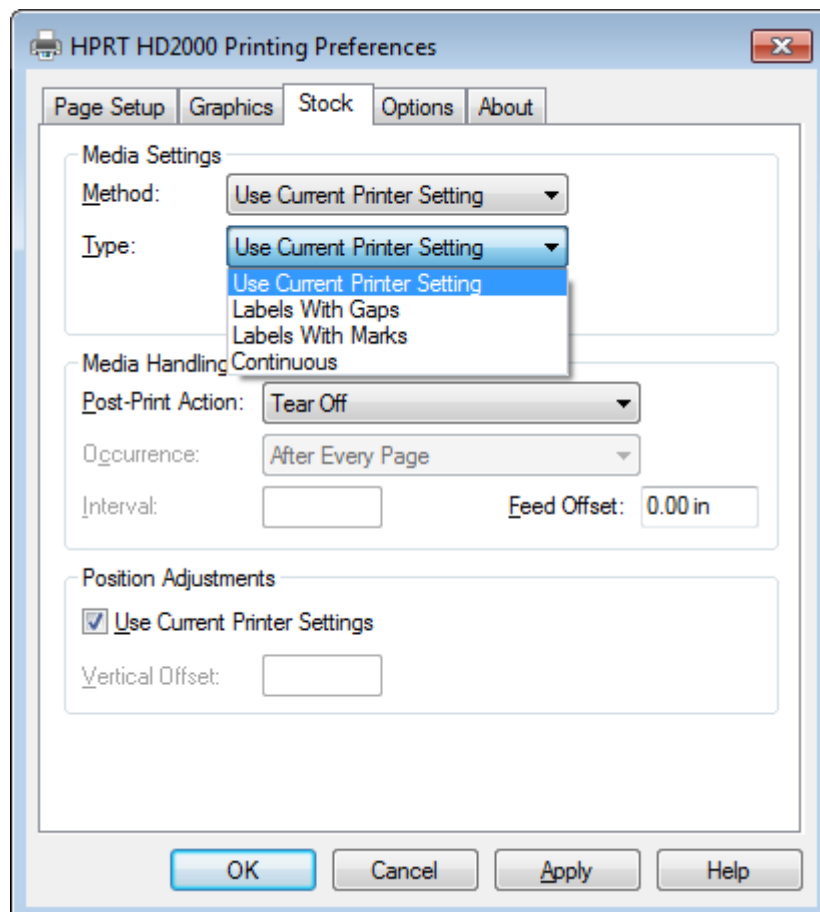 HPRT HD2000 Printing Preferences
Page Setup Graphics Stock Options About
Media Settings
Method: Use Current Printer Setting
Type: Use Current Printer Setting
Use Current Printer Setting
Labels With Gaps
Labels With Marks
Continuous
Media Handling
Post-Print Action: Tear Off
Occurrence: After Every Page
Interval: Feed Offset: 0.00 in
Position Adjustments
Use Current Printer Settings
Vertical Offset:
OK Cancel Apply Help